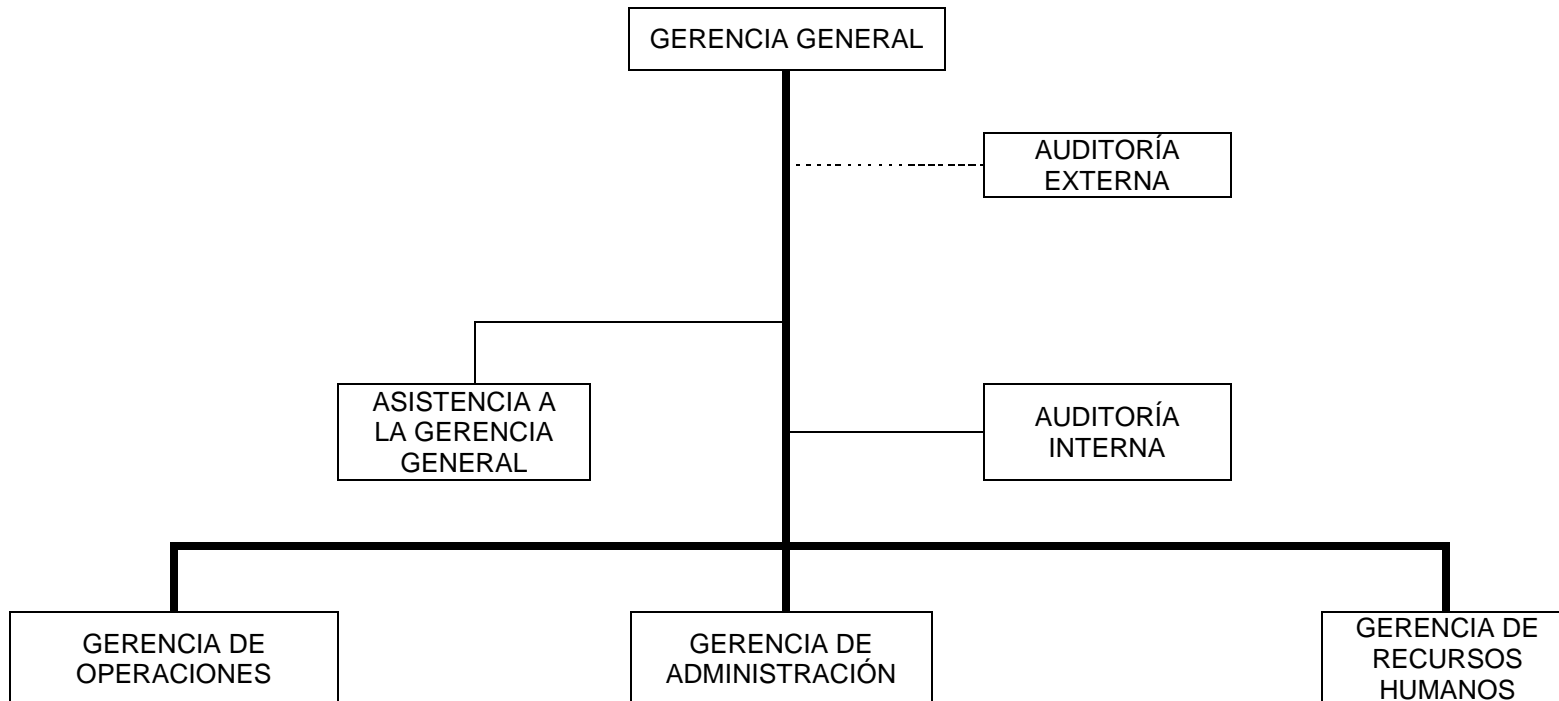 GERENCIA GENERAL
AUDITORÍA
EXTERNA
ASISTENCIA A
LA GERENCIA
GENERAL
AUDITORÍA
INTERNA
GERENCIA DE
OPERACIONES
GERENCIA DE
ADMINISTRACIÓN
GERENCIA DE
RECURSOS
HUMANOS